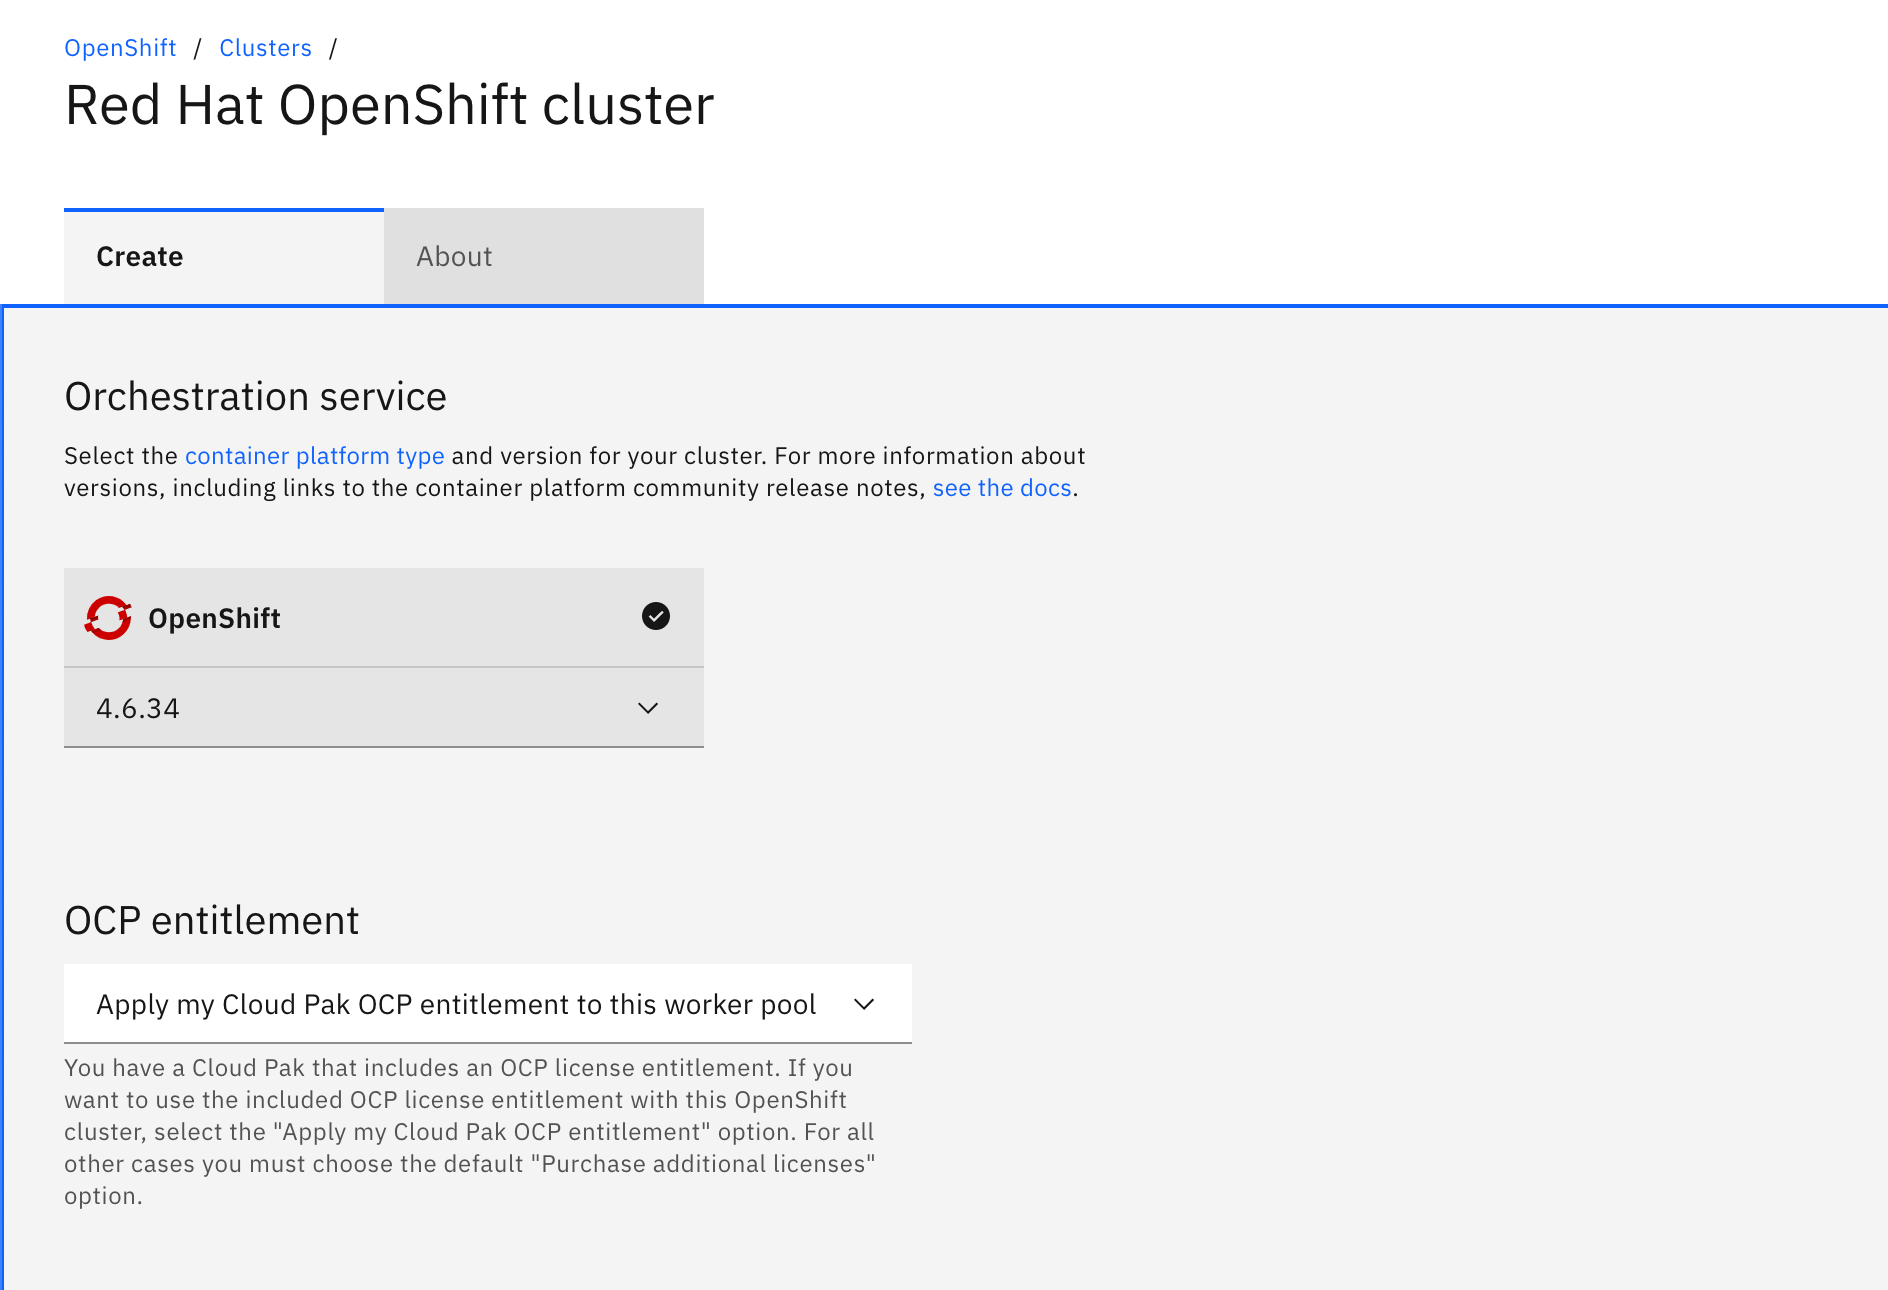 OpenShift / Clusters /
Red Hat OpenShift cluster
Create
About
Orchestration service
Select the container platform type and version for your cluster. For more information about
versions, including links to the container platform community release notes, see the docs.
OpenShift
4.6.34
OCP entitlement
Apply my Cloud Pak OCP entitlement to this worker pool
You have a Cloud Pak that includes an OCP license entitlement. If you
want to use the included OCP license entitlement with this OpenShift
cluster, select the "Apply my Cloud Pak OCP entitlement" option. For all
other cases you must choose the default "Purchase additional licenses"
option.